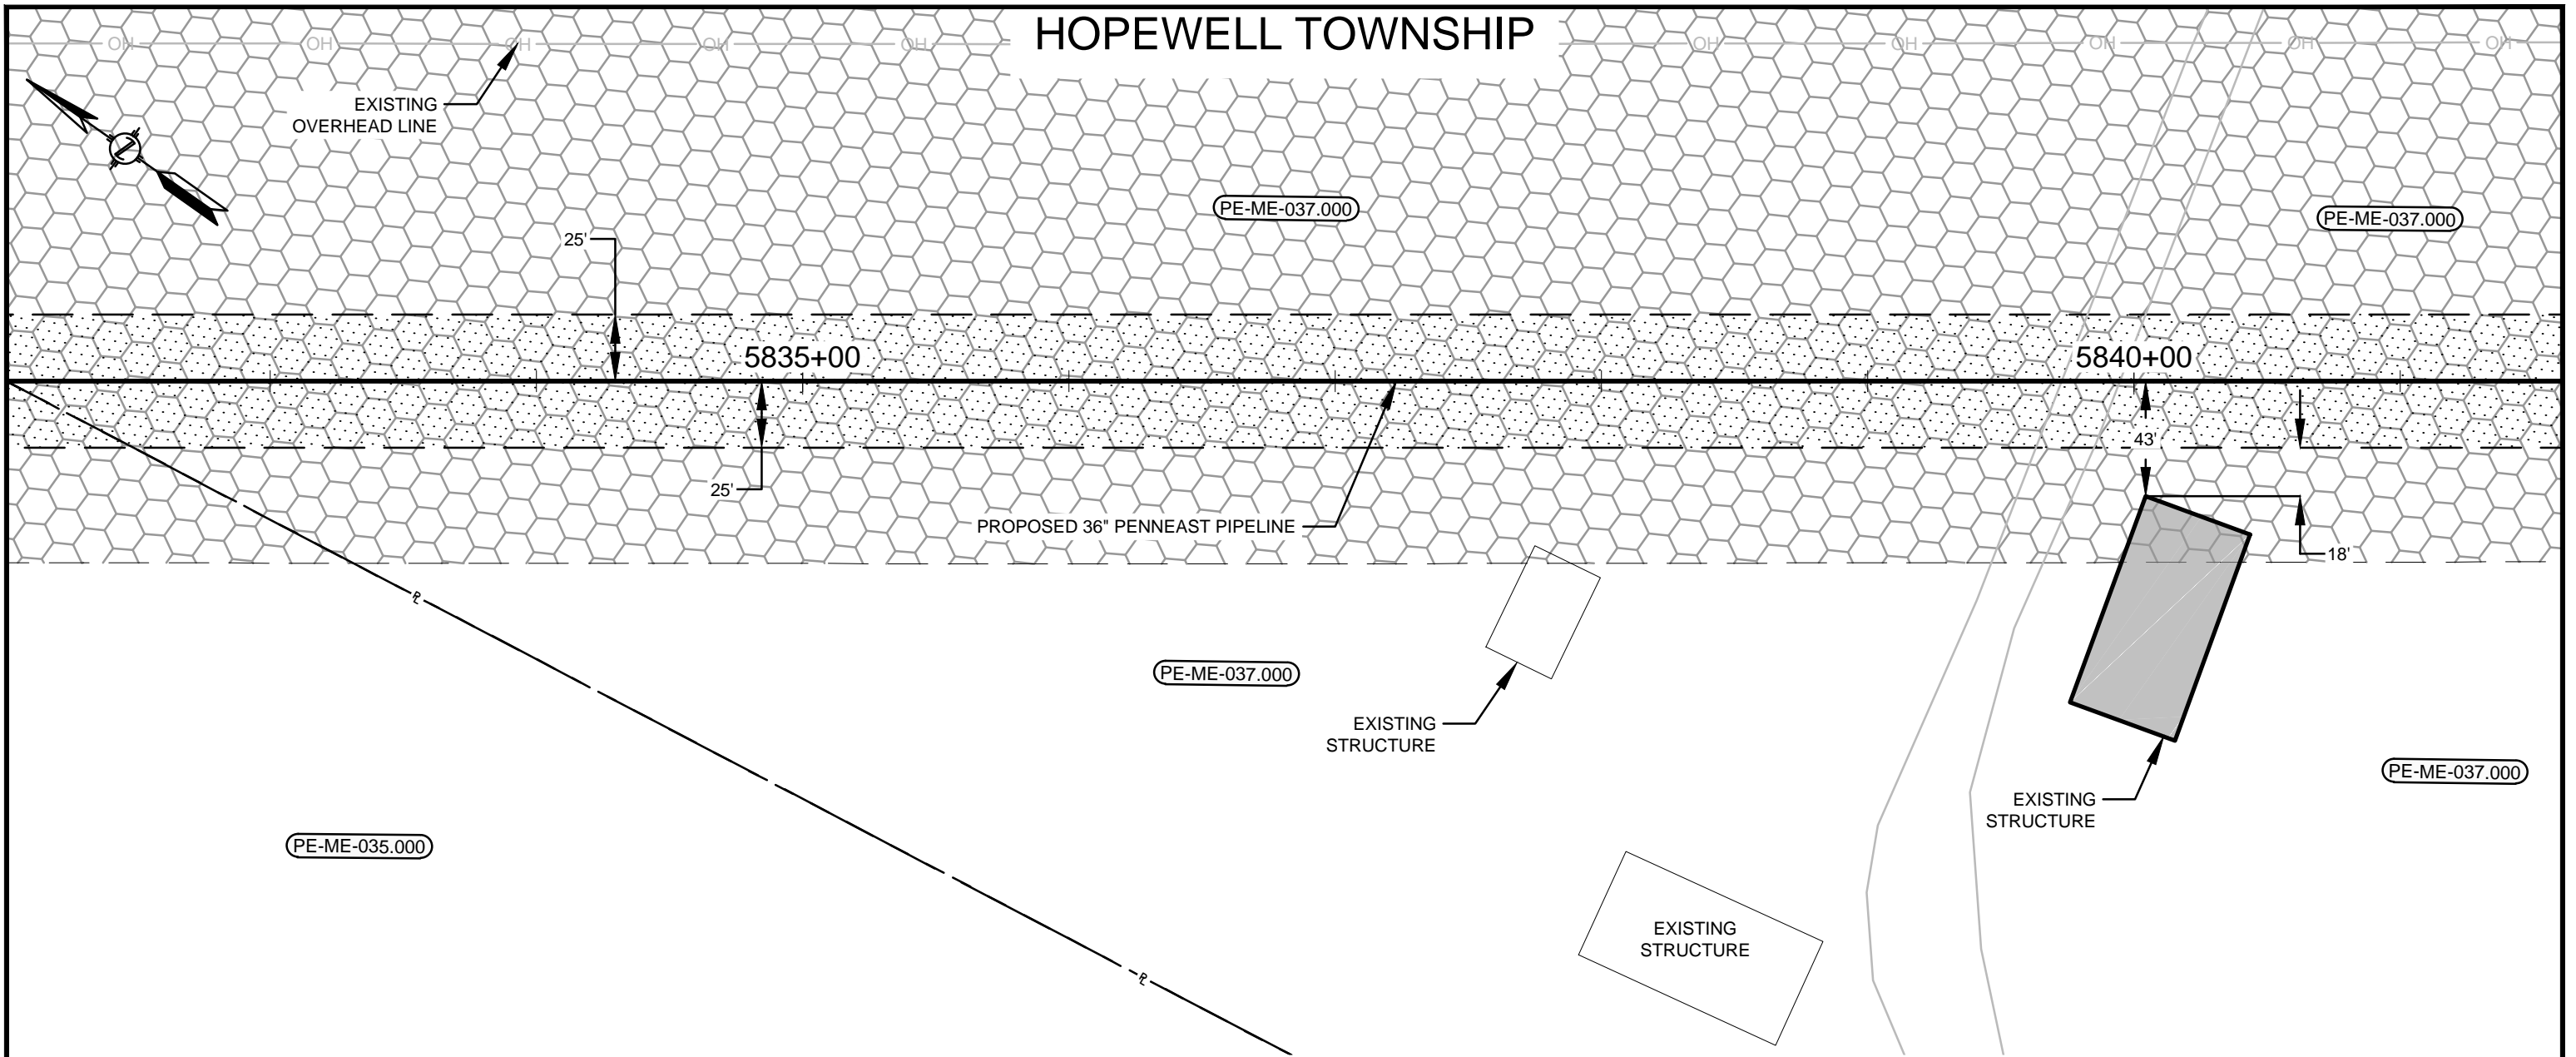 HOPEWELL TOWNSHIP
OH OH OH OH OH OH OH OH OH OH
EXISTING
OVERHEAD LINE
PE-ME-037.000
PE-ME-037.000
25'
5835+00
5840+00
43'
25'
PROPOSED 36" PENNEAST PIPELINE
18'
PL
PE-ME-037.000
EXISTING
STRUCTURE
PE-ME-037.000
EXISTING
STRUCTURE
PE-ME-035.000
EXISTING
STRUCTURE
PL